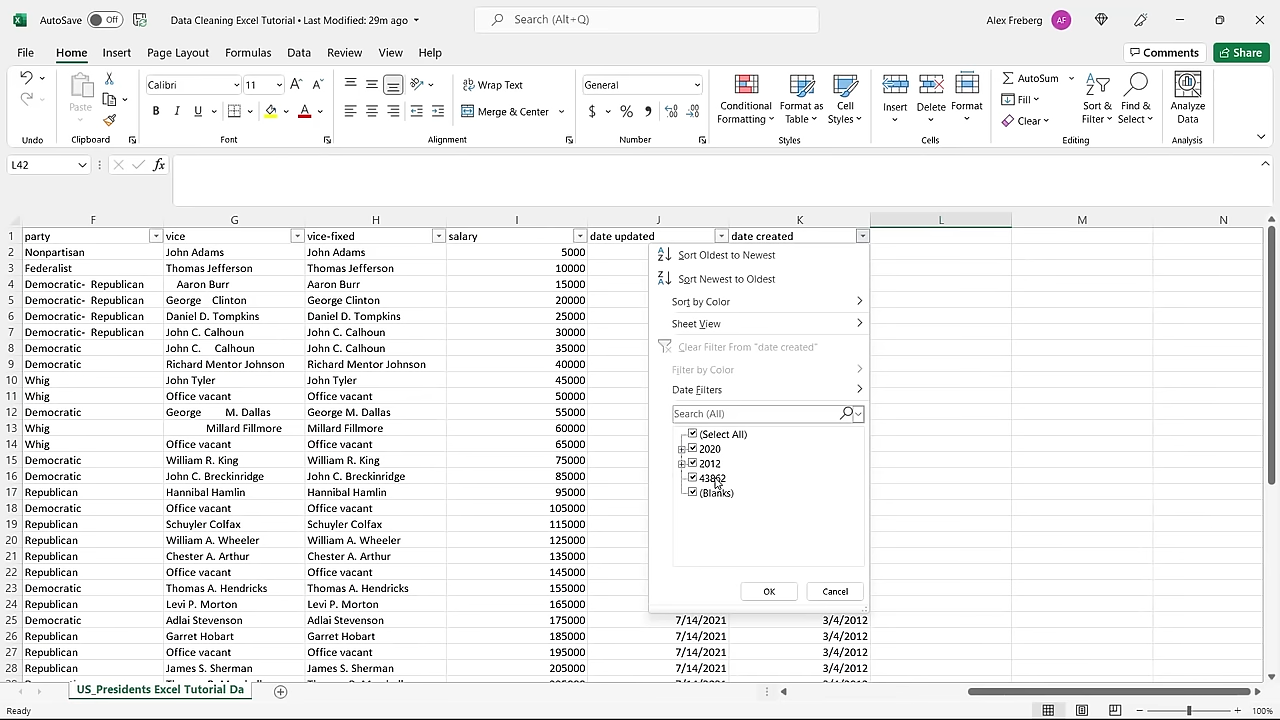 AutoSave Off Data Cleaning Excel Tutorial • Last Modified: 29m ago Search (Alt+Q) Alex Freberg AF
File Home Insert Page Layout Formulas Data Review View Help Comments Share
Calibri 11 Wrap Text General AutoSum
Paste B I U Merge & Center $ % Conditional Formatting Format as Table Cell Styles Insert Delete Format Fill Clear Sort & Filter Find & Select Analyze Data
Undo Clipboard Font Alignment Number Styles Cells Editing Analysis
L42 fx
F G H I J K L M N
1 party vice vice-fixed salary date updated date created
2 Nonpartisan John Adams John Adams 5000
3 Federalist Thomas Jefferson Thomas Jefferson 10000
4 Democratic- Republican Aaron Burr Aaron Burr 15000
5 Democratic- Republican George Clinton George Clinton 20000
6 Democratic- Republican Daniel D. Tompkins Daniel D. Tompkins 25000
7 Democratic- Republican John C. Calhoun John C. Calhoun 30000
8 Democratic John C. Calhoun John C. Calhoun 35000
9 Democratic Richard Mentor Johnson Richard Mentor Johnson 40000
10 Whig John Tyler John Tyler 45000
11 Whig Office vacant Office vacant 50000
12 Democratic George M. Dallas George M. Dallas 55000
13 Whig Millard Fillmore Millard Fillmore 60000
14 Whig Office vacant Office vacant 65000
15 Democratic William R. King William R. King 75000
16 Democratic John C. Breckinridge John C. Breckinridge 85000
17 Republican Hannibal Hamlin Hannibal Hamlin 95000
18 Democratic Office vacant Office vacant 105000
19 Republican Schuyler Colfax Schuyler Colfax 115000
20 Republican William A. Wheeler William A. Wheeler 125000
21 Republican Chester A. Arthur Chester A. Arthur 135000
22 Republican Office vacant Office vacant 145000
23 Democratic Thomas A. Hendricks Thomas A. Hendricks 155000
24 Republican Levi P. Morton Levi P. Morton 165000
25 Democratic Adlai Stevenson Adlai Stevenson 175000 7/14/2021 3/4/2012
26 Republican Garret Hobart Garret Hobart 185000 7/14/2021 3/4/2012
27 Republican Office vacant Office vacant 195000 7/14/2021 3/4/2012
28 Republican James S. Sherman James S. Sherman 205000 7/14/2021 3/4/2012
Sort Oldest to Newest
Sort Newest to Oldest
Sort by Color
Sheet View
Clear Filter From "date created"
Filter by Color
Date Filters
Search (All)
(Select All)
2020
2012
43862
(Blanks)
OK Cancel
US_Presidents Excel Tutorial Da
Ready 100%